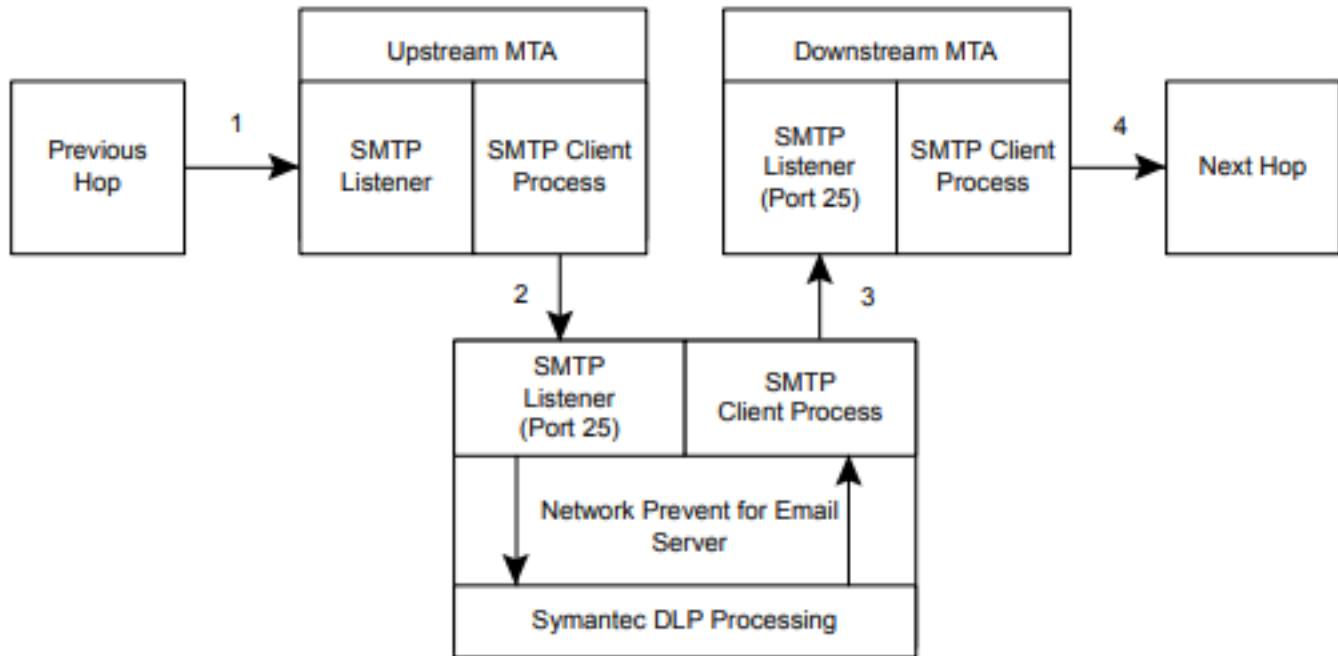 Upstream MTA
Downstream MTA
Previous
Hop
1
SMTP
Listener
SMTP Client
Process
SMTP
Listener
(Port 25)
SMTP Client
Process
4
Next Hop
2
3
SMTP
Listener
(Port 25)
SMTP
Client Process
Network Prevent for Email
Server
Symantec DLP Processing